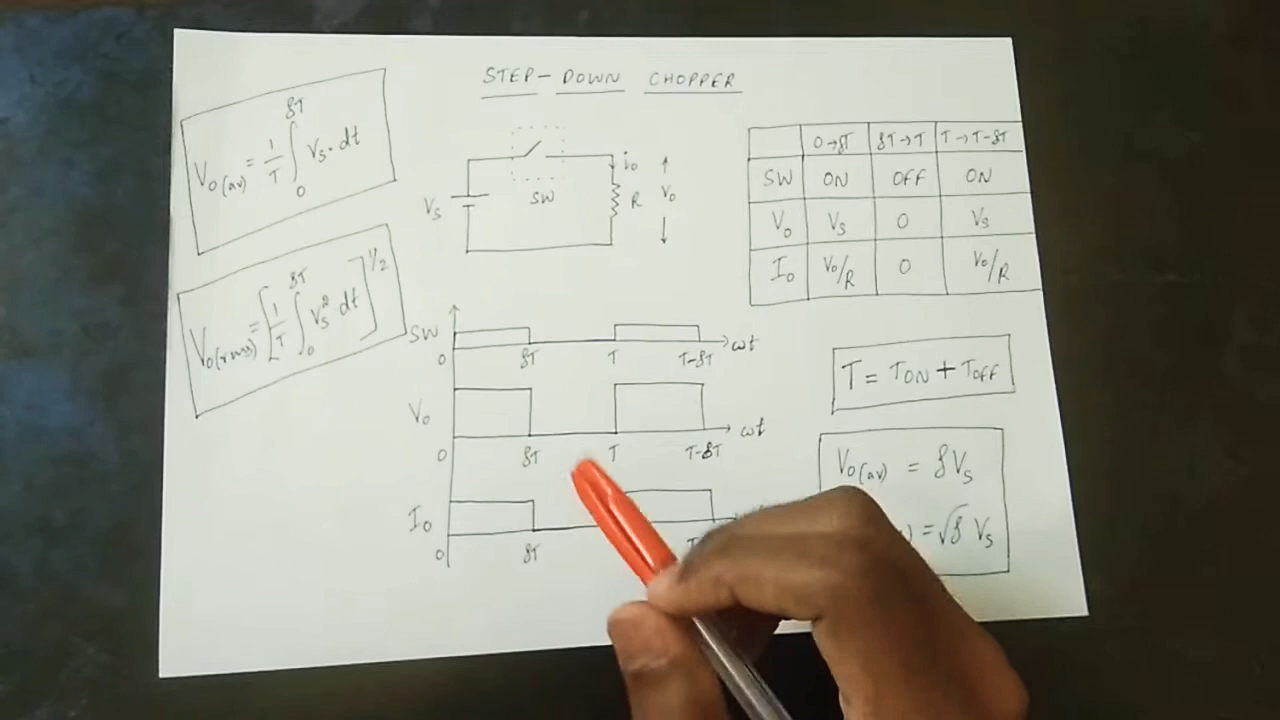 STEP-DOWN CHOPPER
V₀(av) = 1/T ∫₀^δT Vs · dt
V₀(rms) = [1/T ∫₀^δT Vs² dt]^1/2
SW
Vs
i₀
R
V₀
0→δT δT→T T→T-δT
SW ON OFF ON
V₀ Vs 0 Vs
I₀ V₀/R 0 V₀/R
SW
0 δT T T-δT ωt
V₀
0 δT T T-δT ωt
I₀
0 δT
T = TON + TOFF
V₀(av) = δVs
= √δ Vs